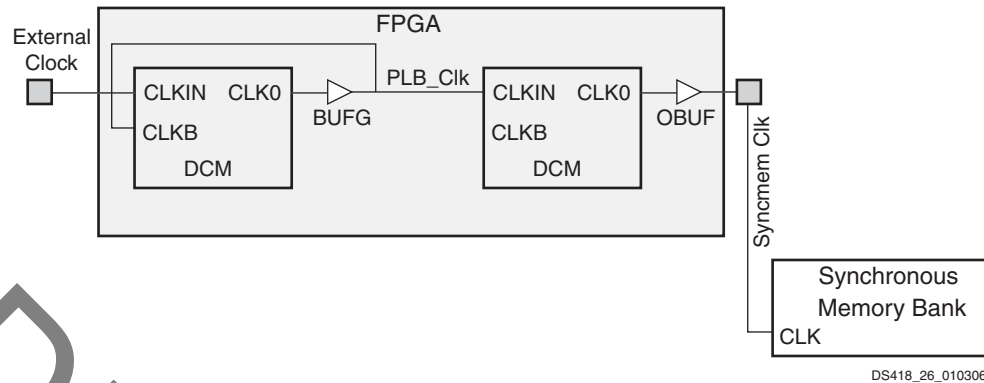 FPGA
External
Clock
CLKIN CLK0
CLKB
DCM
BUFG
PLB_Clk
CLKIN CLK0
CLKB
DCM
OBUF
Syncmem Clk
Synchronous
Memory Bank
CLK
DS418_26_010306